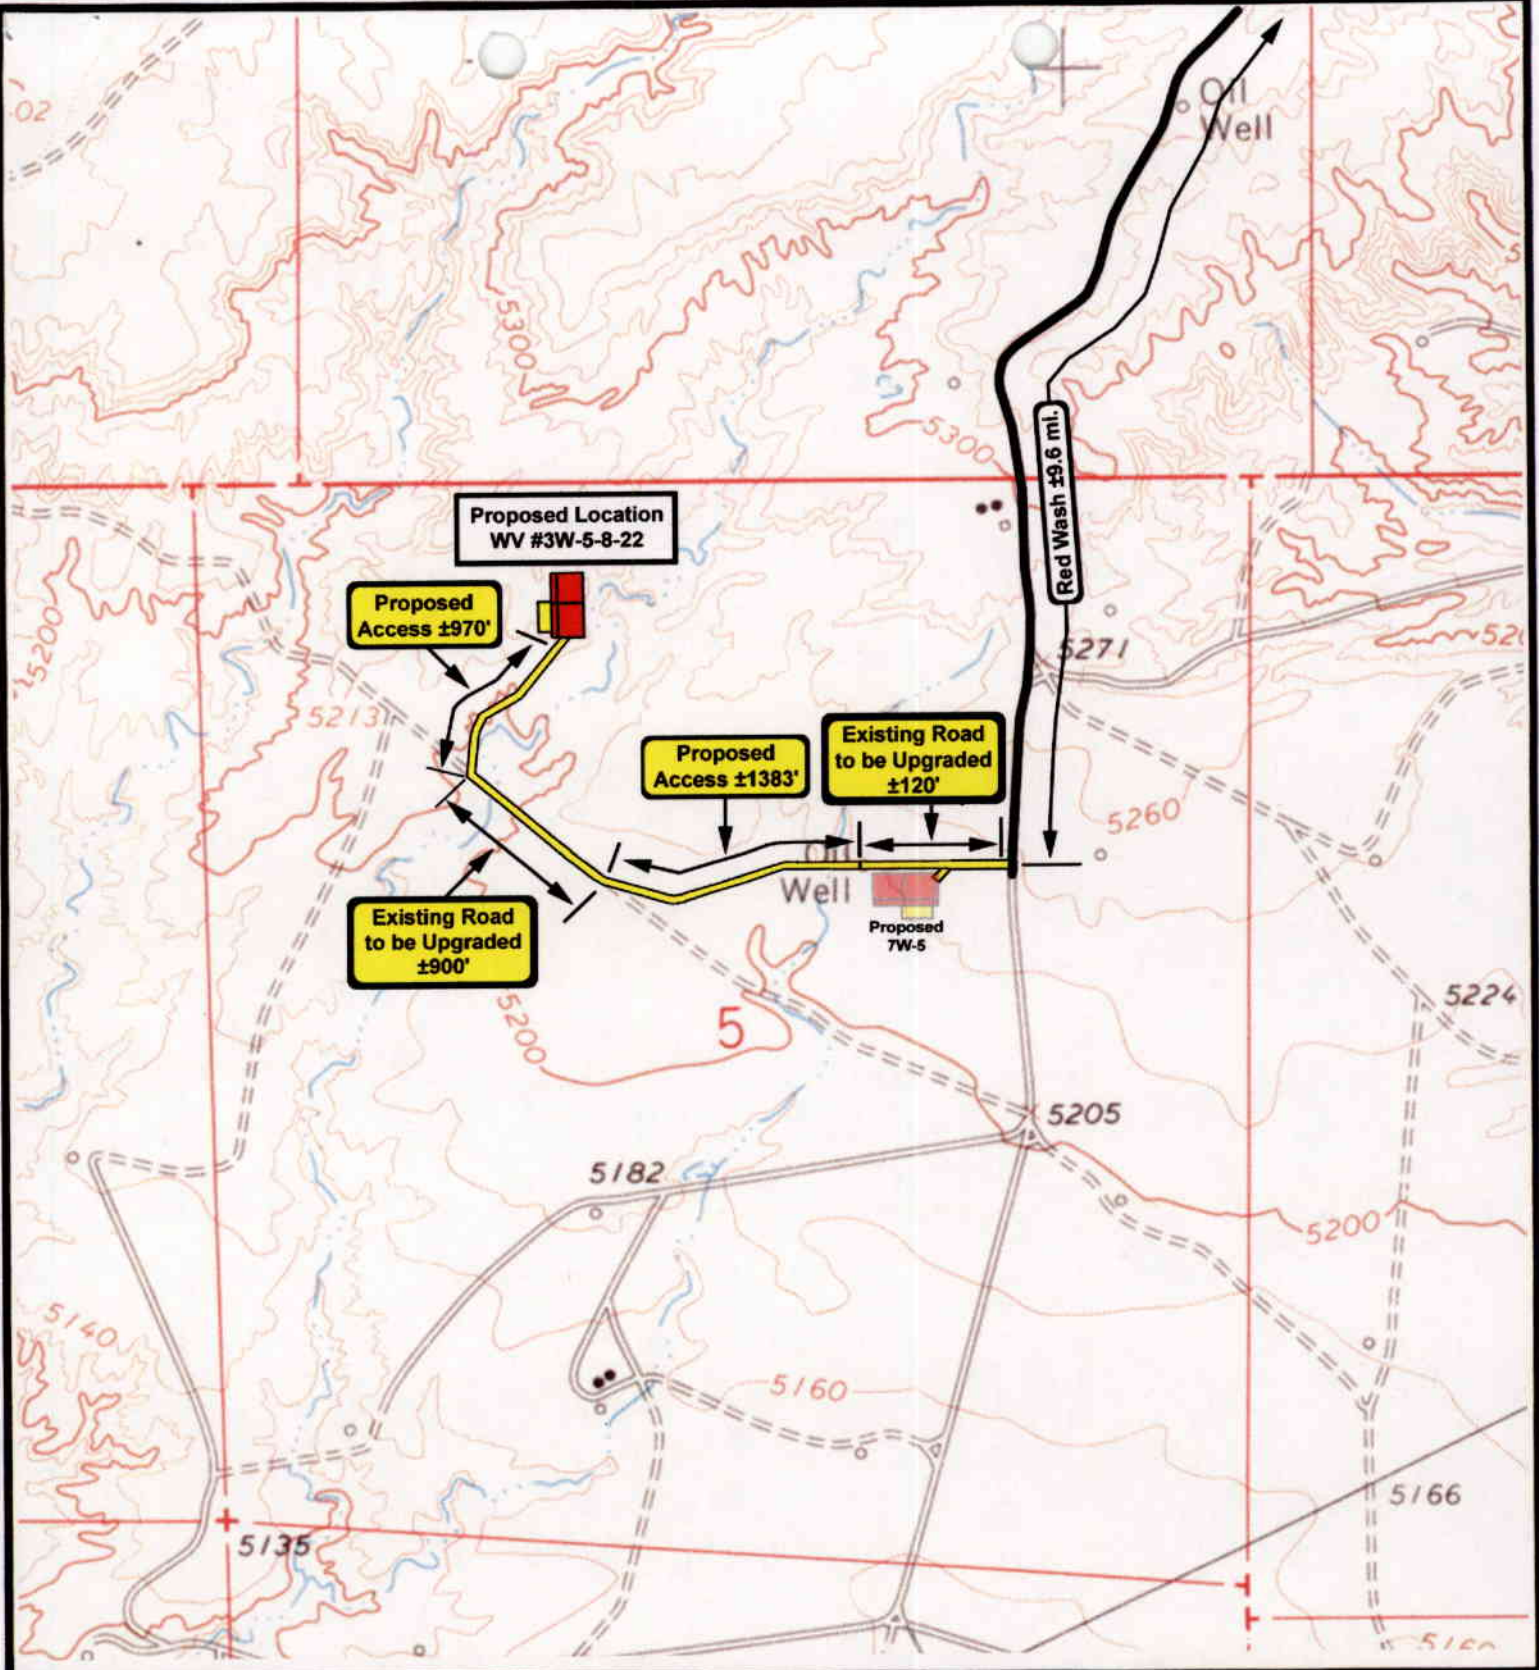 02
Oil
Well
5300
5300
Red Wash ±9.6 mi.
Proposed Location
WV #3W-5-8-22
Proposed
Access ±970'
5200
5271
5213
Proposed
Access ±1383'
Existing Road
to be Upgraded
±120'
5260
Oil
Well
Proposed
7W-5
Existing Road
to be Upgraded
±900'
5200
5
5224
5205
5182
5200
5140
5160
5166
5135